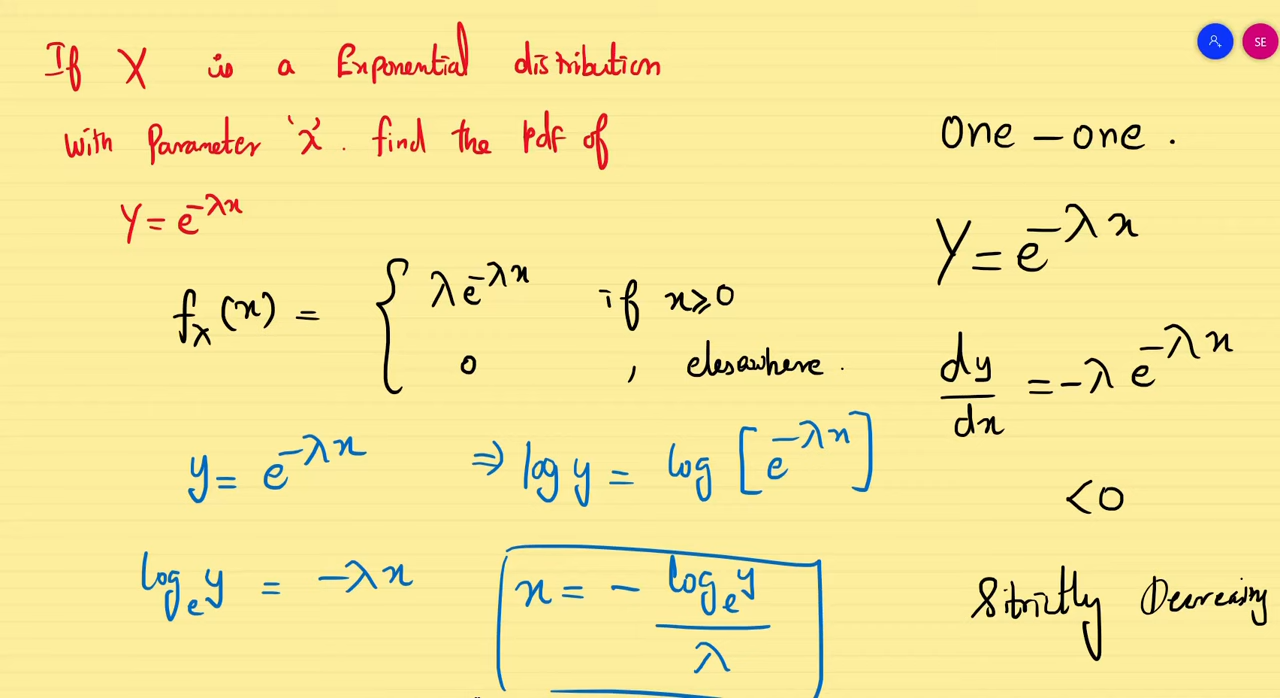 If X is a Exponential distribution
with Parameter 'λ'. find the pdf of
Y = e^{-λx}
f_X(x) = { λe^{-λx} if x≥0
0 , elesewhere.
y = e^{-λx} ⇒ log y = log [e^{-λx}]
log_e y = -λx
x = - log_e y / λ
One - one.
Y = e^{-λx}
dy/dx = -λ e^{-λx}
<0
Strictly Decreasing
SE